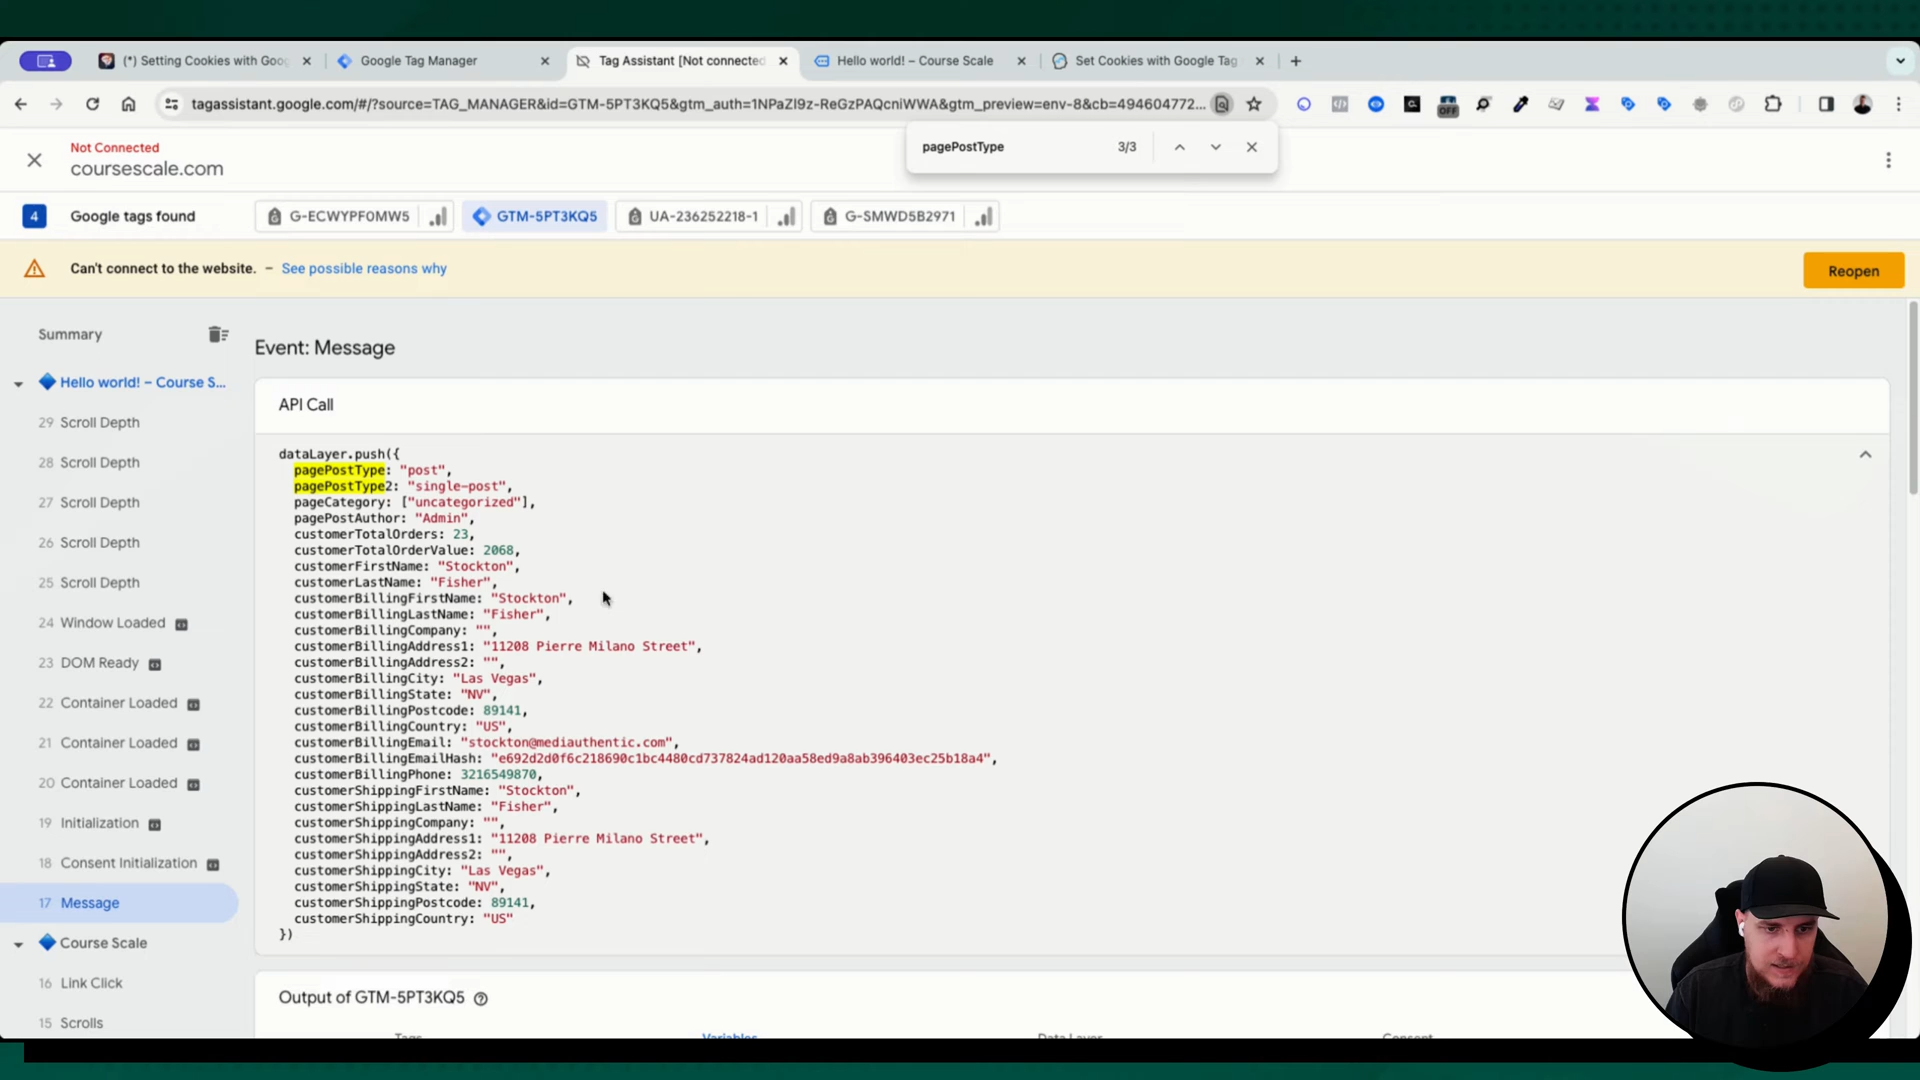 (*) Setting Cookies with Goo
Google Tag Manager
Tag Assistant [Not connected
Hello world! – Course Scale
Set Cookies with Google Tag
tagassistant.google.com/#/?source=TAG_MANAGER&id=GTM-5PT3KQ5&gtm_auth=1NPaZl9z-ReGzPAQcniWWA&gtm_preview=env-8&cb=494604772...
OFF
pagePostType 3/3
Not Connected
coursescale.com
4 Google tags found G-ECWYPF0MW5 GTM-5PT3KQ5 UA-236252218-1 G-SMWD5B2971
Can't connect to the website. – See possible reasons why
Reopen
Summary
Hello world! – Course S...
29 Scroll Depth
28 Scroll Depth
27 Scroll Depth
26 Scroll Depth
25 Scroll Depth
24 Window Loaded
23 DOM Ready
22 Container Loaded
21 Container Loaded
20 Container Loaded
19 Initialization
18 Consent Initialization
17 Message
Course Scale
16 Link Click
15 Scrolls
Event: Message
API Call
dataLayer.push({
pagePostType: "post",
pagePostType2: "single-post",
pageCategory: ["uncategorized"],
pagePostAuthor: "Admin",
customerTotalOrders: 23,
customerTotalOrderValue: 2068,
customerFirstName: "Stockton",
customerLastName: "Fisher",
customerBillingFirstName: "Stockton",
customerBillingLastName: "Fisher",
customerBillingCompany: "",
customerBillingAddress1: "11208 Pierre Milano Street",
customerBillingAddress2: "",
customerBillingCity: "Las Vegas",
customerBillingState: "NV",
customerBillingPostcode: 89141,
customerBillingCountry: "US",
customerBillingEmail: "stockton@mediauthentic.com",
customerBillingEmailHash: "e692d2d0f6c218690c1bc4480cd737824ad120aa58ed9a8ab396403ec25b18a4",
customerBillingPhone: 3216549870,
customerShippingFirstName: "Stockton",
customerShippingLastName: "Fisher",
customerShippingCompany: "",
customerShippingAddress1: "11208 Pierre Milano Street",
customerShippingAddress2: "",
customerShippingCity: "Las Vegas",
customerShippingState: "NV",
customerShippingPostcode: 89141,
customerShippingCountry: "US"
})
Output of GTM-5PT3KQ5
Tags Variables Data Layer Consent